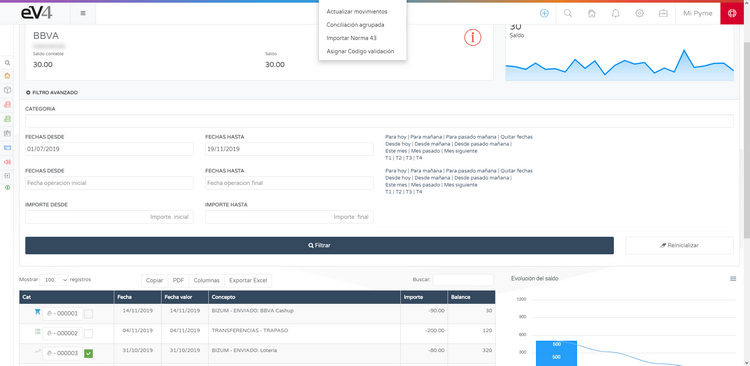 eV4
Actualizar movimientos
Conciliación agrupada
Importar Norma 43
Asignar Codigo validación
Mi Pyme
BBVA
Saldo contable
30.00
Saldo
30.00
30
Saldo
FILTRO AVANZADO
CATEGORIA
FECHAS DESDE
FECHAS HASTA
01/07/2019
19/11/2019
Para hoy | Para mañana | Para pasado mañana | Quitar fechas
Desde hoy | Desde mañana | Desde pasado mañana |
Este mes | Mes pasado | Mes siguiente
T1 | T2 | T3 | T4
FECHAS DESDE
FECHAS HASTA
Fecha operacion inicial
Fecha operacion final
Para hoy | Para mañana | Para pasado mañana | Quitar fechas
Desde hoy | Desde mañana | Desde pasado mañana |
Este mes | Mes pasado | Mes siguiente
T1 | T2 | T3 | T4
IMPORTE DESDE
IMPORTE HASTA
Importe inicial
Importe final
Filtrar
Reinicializar
Mostrar 100 registros
Copiar PDF Columnas Exportar Excel
Buscar:
Evolución del saldo
Cat Fecha Fecha valor Concepto Importe Balance
- 000001 14/11/2019 14/11/2019 BIZUM - ENVIADO: BBVA Cashup -90.00 30
- 000002 04/11/2019 04/11/2019 TRANSFERENCIAS - TRAPASO -200.00 120
- 000003 31/10/2019 31/10/2019 BIZUM - ENVIADO: Loteria -80.00 320
1200
900
600
300
500
500